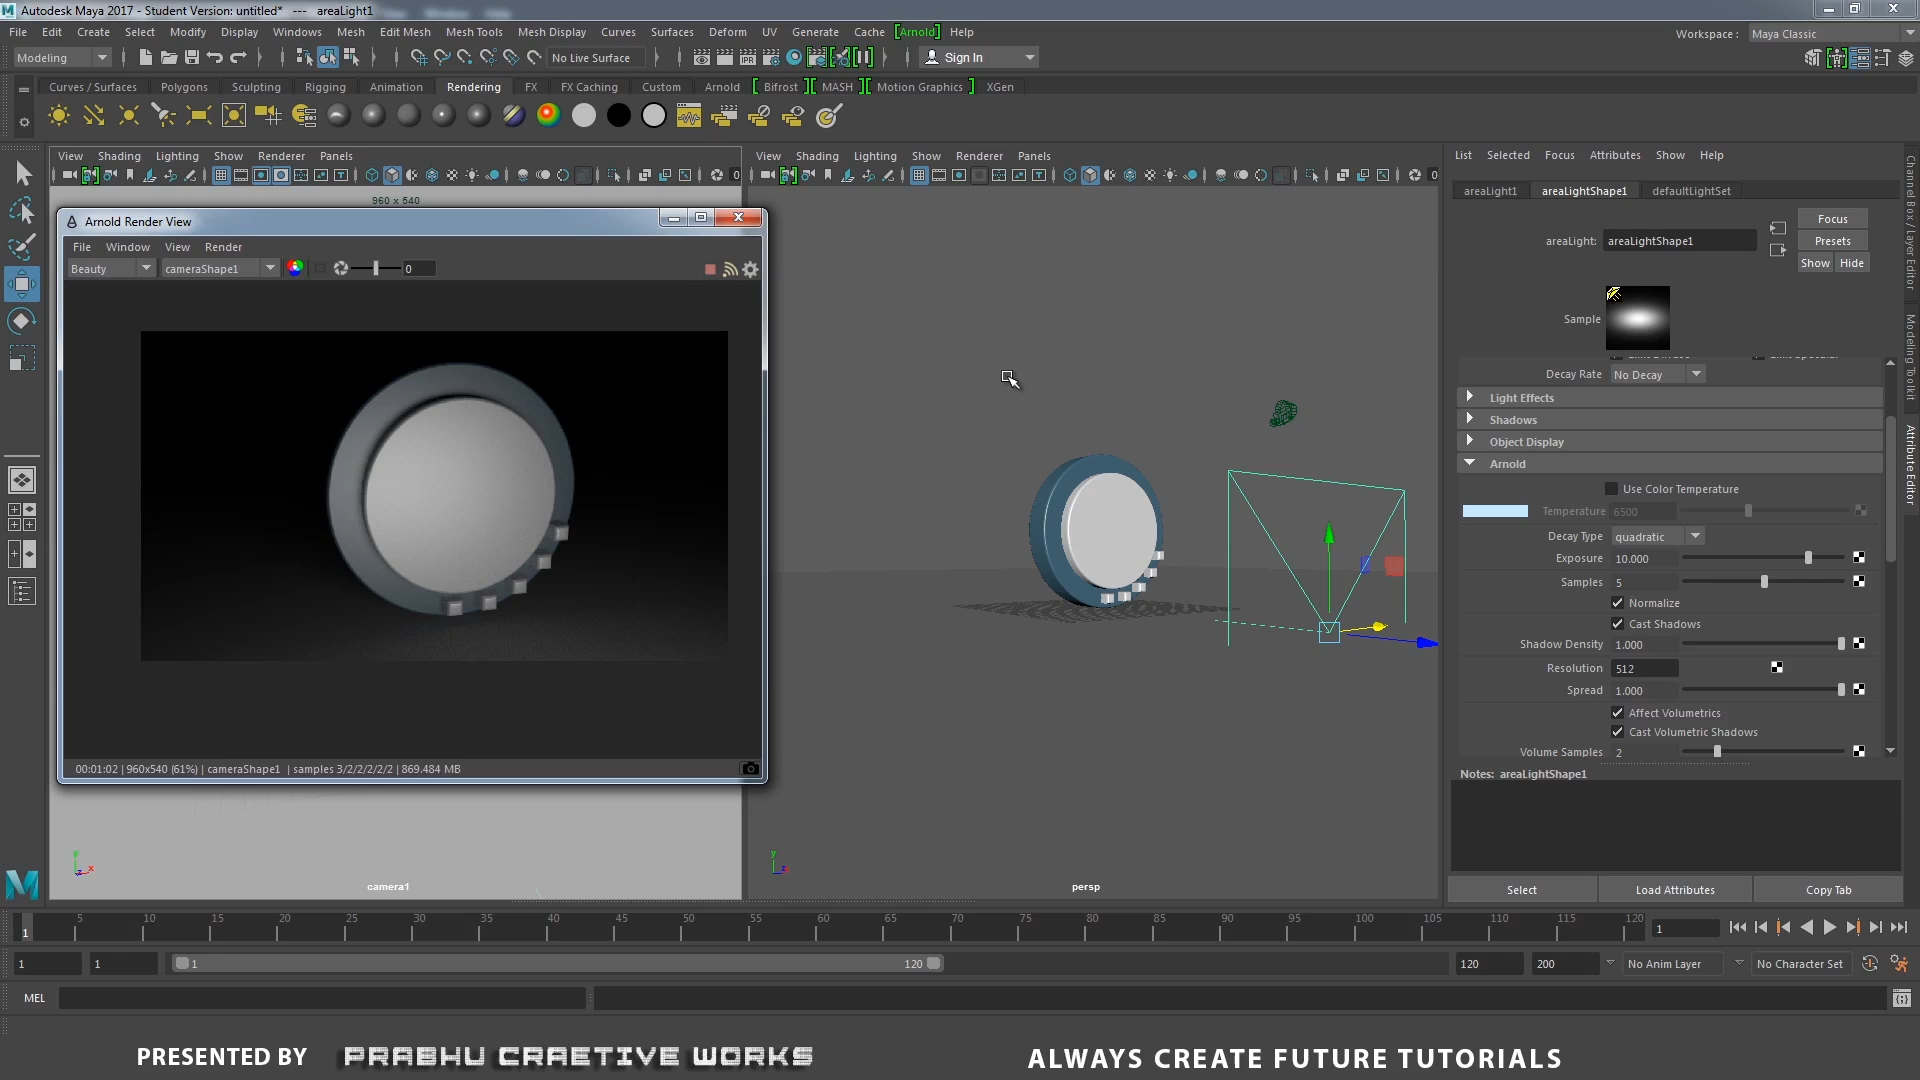 Autodesk Maya 2017 - Student Version: untitled*   ---   areaLight1
File Edit Create Select Modify Display Windows Mesh Edit Mesh Mesh Tools Mesh Display Curves Surfaces Deform UV Generate Cache [Arnold] Help
Workspace : Maya Classic
Modeling
No Live Surface
Sign In
Curves / Surfaces Polygons Sculpting Rigging Animation Rendering FX FX Caching Custom Arnold Bifrost MASH Motion Graphics XGen
View Shading Lighting Show Renderer Panels
View Shading Lighting Show Renderer Panels
List Selected Focus Attributes Show Help
960 x 540
areaLight1 areaLightShape1 defaultLightSet
Arnold Render View
File Window View Render
Beauty cameraShape1 0
00:01:02 | 960x540 (61%) | cameraShape1 | samples 3/2/2/2/2/2 | 869.484 MB
camera1
persp
areaLight: areaLightShape1
Focus
Presets
Show Hide
Sample
Decay Rate No Decay
Light Effects
Shadows
Object Display
Arnold
Use Color Temperature
Temperature 6500
Decay Type quadratic
Exposure 10.000
Samples 5
Normalize
Cast Shadows
Shadow Density 1.000
Resolution 512
Spread 1.000
Affect Volumetrics
Cast Volumetric Shadows
Volume Samples 2
Notes: areaLightShape1
Select Load Attributes Copy Tab
Channel Box / Layer Editor
Modeling Toolkit
Attribute Editor
1 5 10 15 20 25 30 35 40 45 50 55 60 65 70 75 80 85 90 95 100 105 110 115 120 1
1 1 1 120 120 200 No Anim Layer No Character Set
MEL
PRESENTED BY PRABHU CRAETIVE WORKS
ALWAYS CREATE FUTURE TUTORIALS